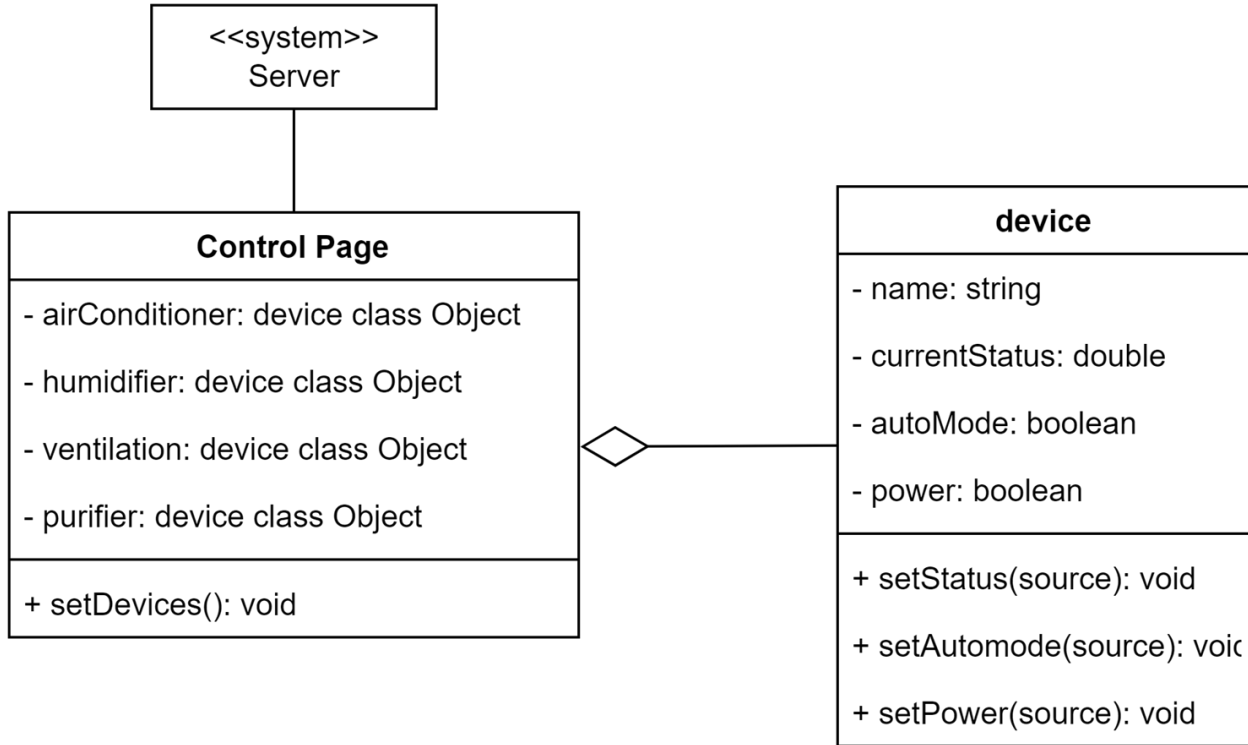 <<system>>
Server
Control Page
- airConditioner: device class Object
- humidifier: device class Object
- ventilation: device class Object
- purifier: device class Object
+ setDevices(): void
device
- name: string
- currentStatus: double
- autoMode: boolean
- power: boolean
+ setStatus(source): void
+ setAutomode(source): void
+ setPower(source): void